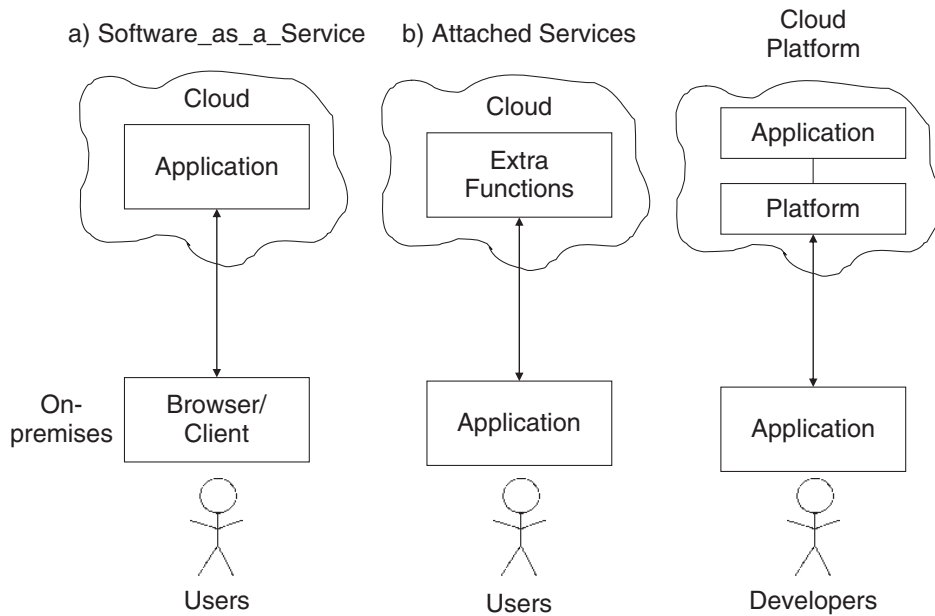 a) Software_as_a_Service
Cloud
Application
On-
premises
Browser/
Client
Users
b) Attached Services
Cloud
Extra
Functions
Application
Users
Cloud
Platform
Application
Platform
Application
Developers